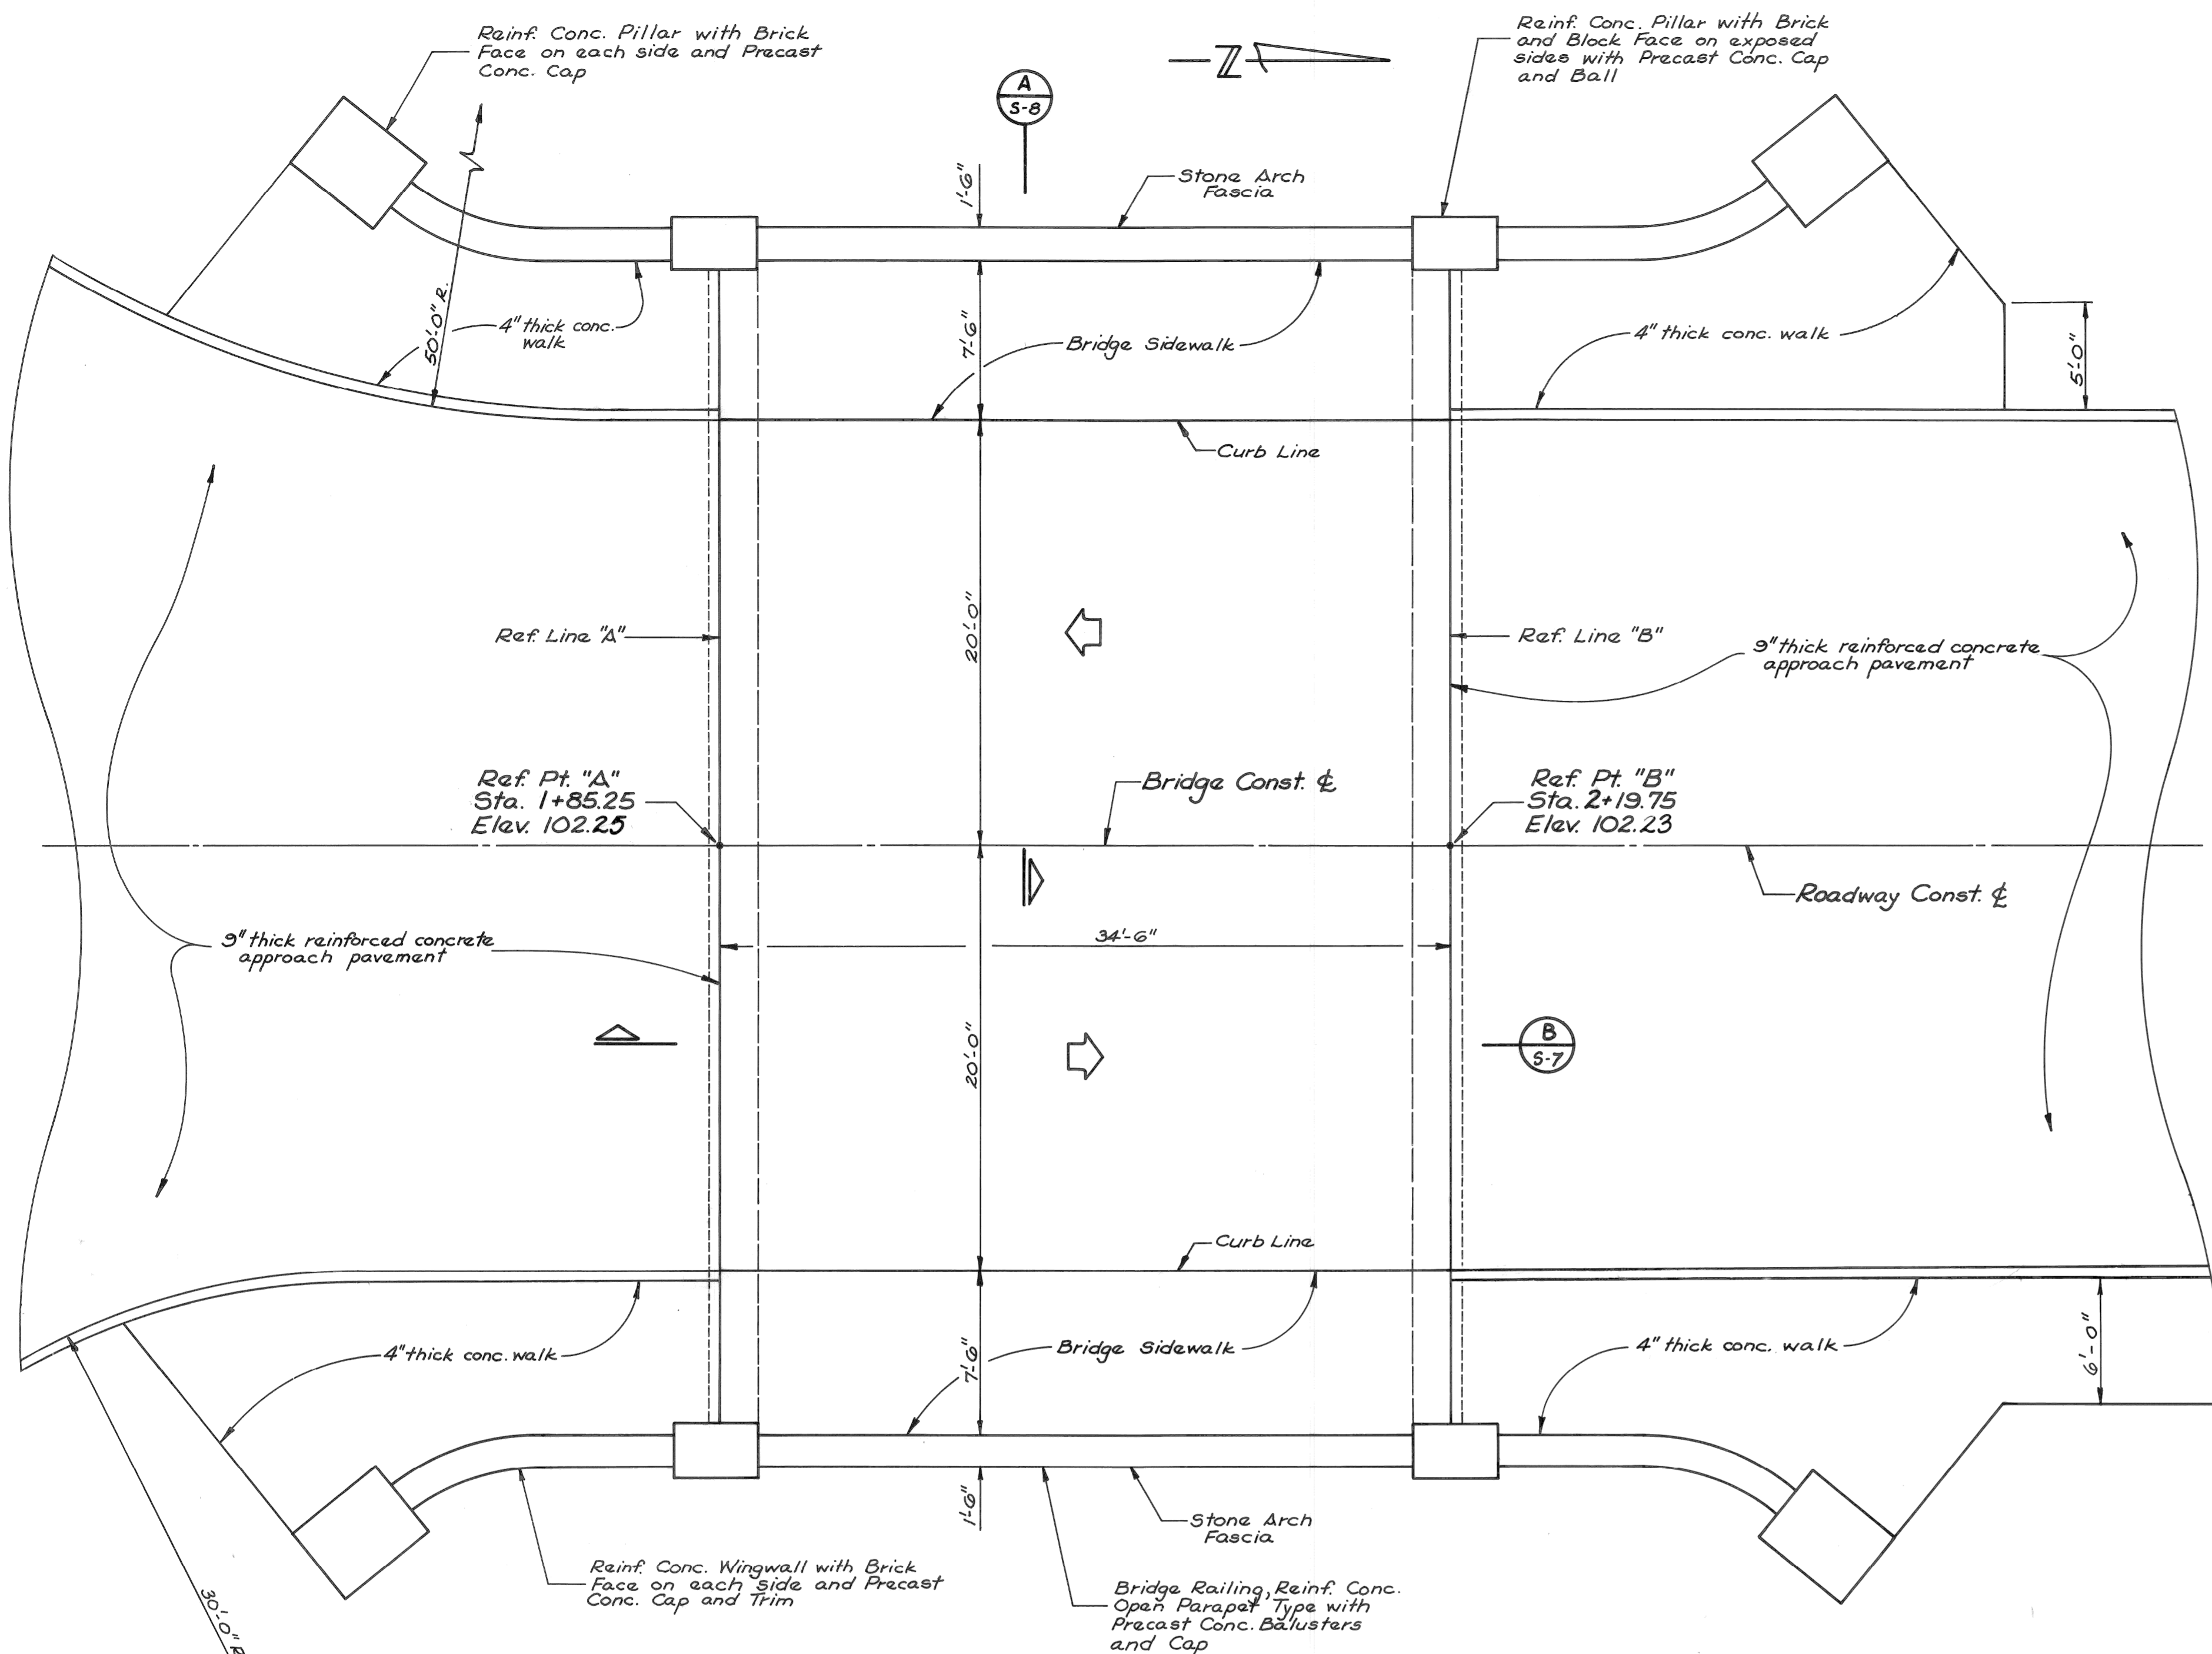 Reinf. Conc. Pillar with Brick
Face on each side and Precast
Conc. Cap
A
S-8
Z
Reinf. Conc. Pillar with Brick
and Block Face on exposed
sides with Precast Conc. Cap
and Ball
1'-6"
Stone Arch
Fascia
50'-0" R.
4" thick conc.
walk
7'-6"
Bridge Sidewalk
4" thick conc. walk
5'-0"
Curb Line
20'-0"
Ref. Line "A"
Ref. Line "B"
9" thick reinforced concrete
approach pavement
Ref. Pt. "A"
Sta. 1+85.25
Elev. 102.25
Bridge Const. ℄
Ref. Pt. "B"
Sta. 2+19.75
Elev. 102.23
Roadway Const. ℄
9" thick reinforced concrete
approach pavement
34'-6"
20'-0"
B
S-7
Curb Line
4" thick conc. walk
7'-6"
Bridge Sidewalk
4" thick conc. walk
6'-0"
1'-6"
Stone Arch
Fascia
30'-0" R
Reinf. Conc. Wingwall with Brick
Face on each side and Precast
Conc. Cap and Trim
Bridge Railing, Reinf. Conc.
Open Parapet Type with
Precast Conc. Balusters
and Cap